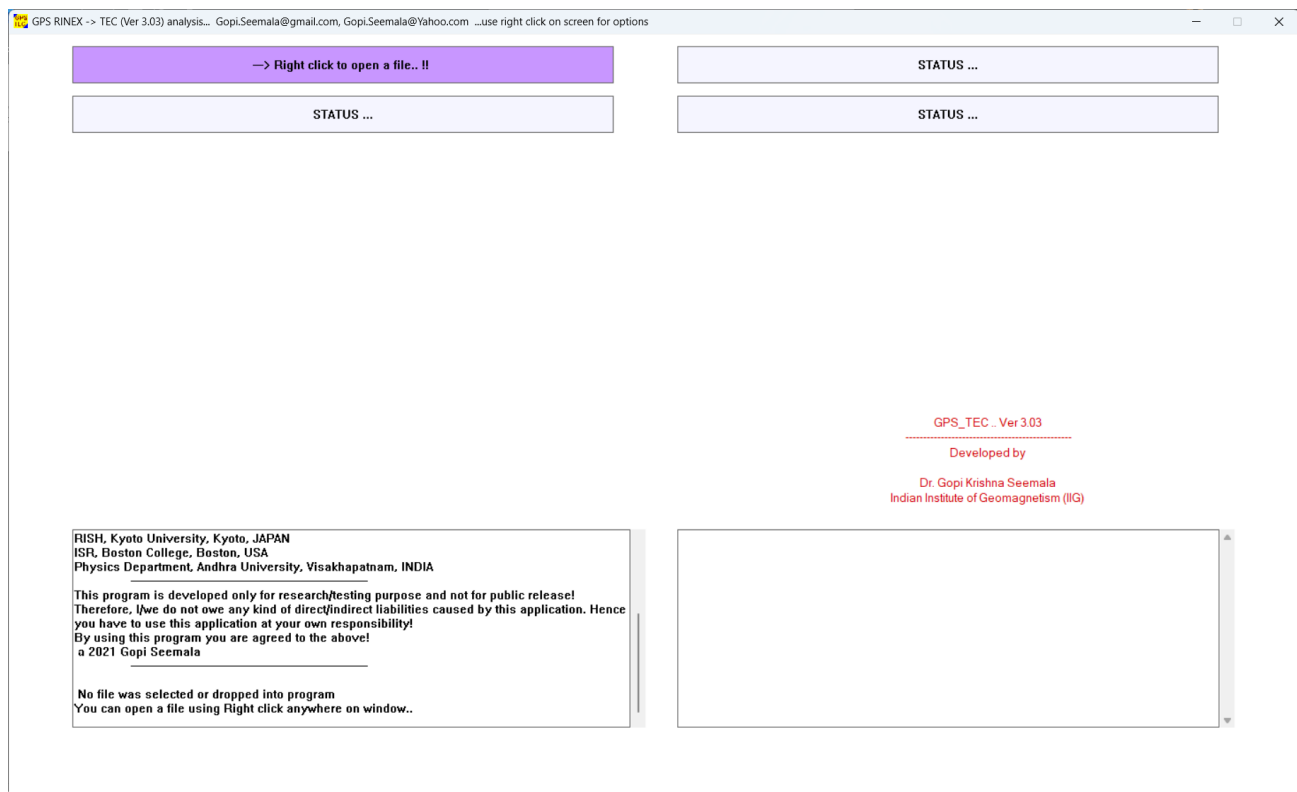 GPS RINEX -> TEC (Ver 3.03) analysis... Gopi.Seemala@gmail.com, Gopi.Seemala@Yahoo.com ...use right click on screen for options
—> Right click to open a file.. !!
STATUS ...
STATUS ...
STATUS ...
GPS_TEC .. Ver 3.03
-----------------------------------------------
Developed by
Dr. Gopi Krishna Seemala
Indian Institute of Geomagnetism (IIG)
RISH, Kyoto University, Kyoto, JAPAN
ISR, Boston College, Boston, USA
Physics Department, Andhra University, Visakhapatnam, INDIA
This program is developed only for research/testing purpose and not for public release!
Therefore, I/we do not owe any kind of direct/indirect liabilities caused by this application. Hence
you have to use this application at your own responsibility!
By using this program you are agreed to the above!
a 2021 Gopi Seemala
No file was selected or dropped into program
You can open a file using Right click anywhere on window..